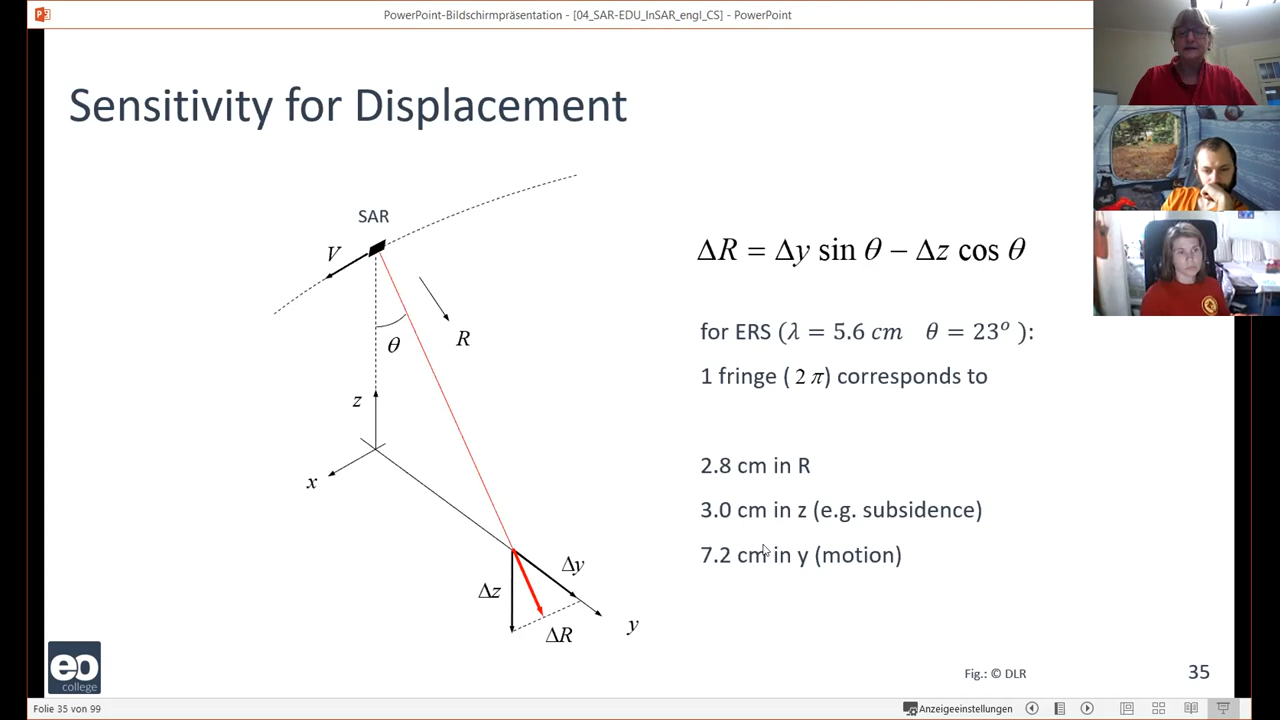 PowerPoint-Bildschirmpräsentation - [04_SAR-EDU_InSAR_engl_CS] - PowerPoint
Sensitivity for Displacement
SAR
V
R
θ
z
x
Δy
Δz
ΔR
y
ΔR = Δy sin θ − Δz cos θ
for ERS (λ = 5.6 cm θ = 23° ):
1 fringe ( 2 π) corresponds to
2.8 cm in R
3.0 cm in z (e.g. subsidence)
7.2 cm in y (motion)
eo
college
Fig.: © DLR
35
Folie 35 von 99
Anzeigeeinstellungen